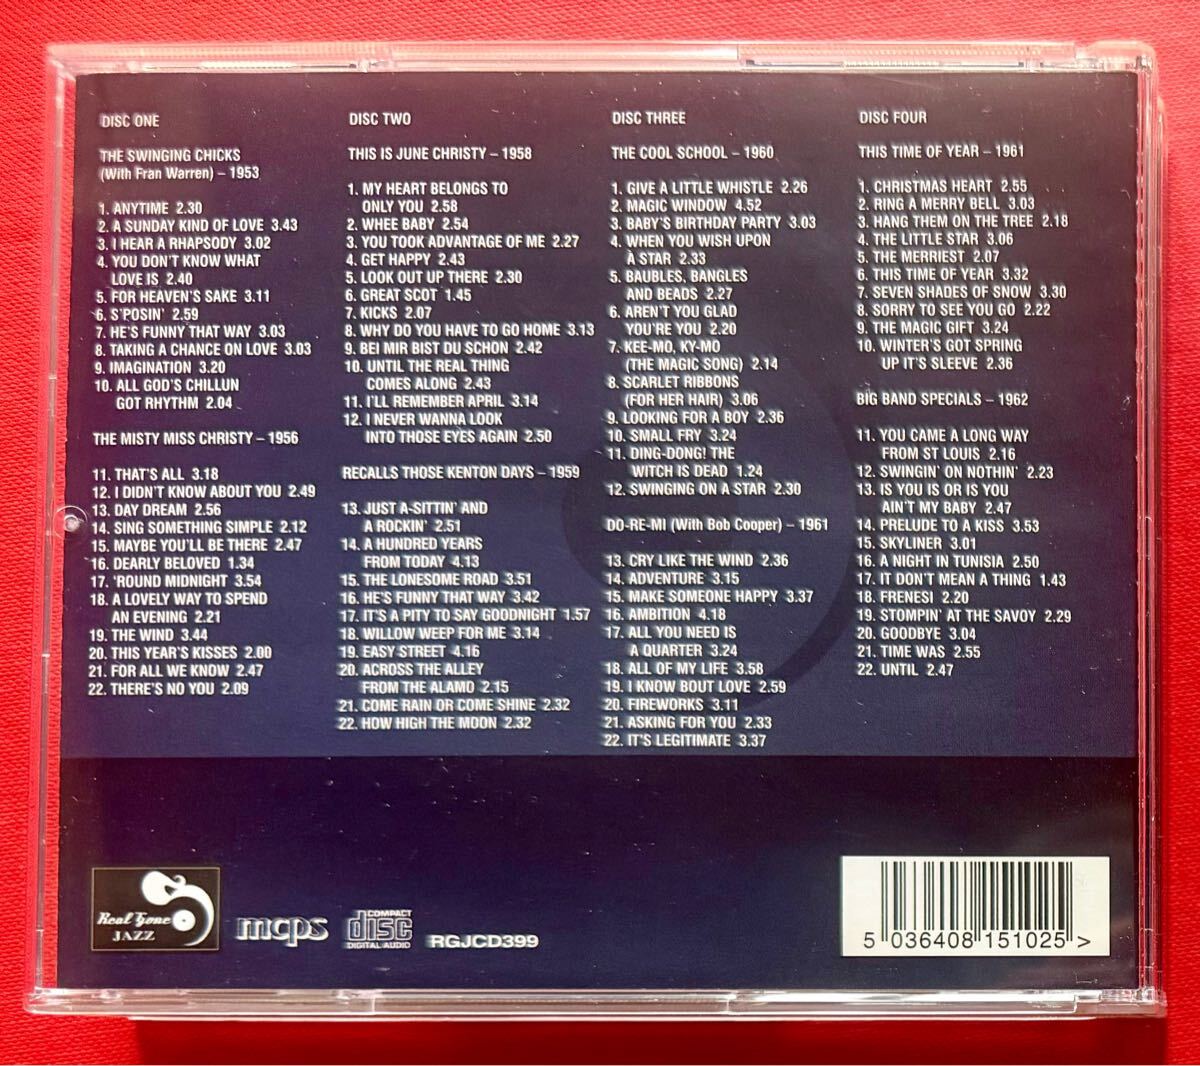 DISC ONE
THE SWINGING CHICKS
(With Fran Warren) – 1953
1. ANYTIME 2.30
2. A SUNDAY KIND OF LOVE 3.43
3. I HEAR A RHAPSODY 3.02
4. YOU DON'T KNOW WHAT
LOVE IS 2.40
5. FOR HEAVEN'S SAKE 3.11
6. S'POSIN' 2.59
7. HE'S FUNNY THAT WAY 3.03
8. TAKING A CHANCE ON LOVE 3.03
9. IMAGINATION 3.20
10. ALL GOD'S CHILLUN
GOT RHYTHM 2.04
THE MISTY MISS CHRISTY – 1956
11. THAT'S ALL 3.18
12. I DIDN'T KNOW ABOUT YOU 2.49
13. DAY DREAM 2.56
14. SING SOMETHING SIMPLE 2.12
15. MAYBE YOU'LL BE THERE 2.47
16. DEARLY BELOVED 1.34
17. 'ROUND MIDNIGHT 3.54
18. A LOVELY WAY TO SPEND
AN EVENING 2.21
19. THE WIND 3.44
20. THIS YEAR'S KISSES 2.00
21. FOR ALL WE KNOW 2.47
22. THERE'S NO YOU 2.09
DISC TWO
THIS IS JUNE CHRISTY – 1958
1. MY HEART BELONGS TO
ONLY YOU 2.58
2. WHEE BABY 2.54
3. YOU TOOK ADVANTAGE OF ME 2.27
4. GET HAPPY 2.43
5. LOOK OUT UP THERE 2.30
6. GREAT SCOT 1.45
7. KICKS 2.07
8. WHY DO YOU HAVE TO GO HOME 3.13
9. BEI MIR BIST DU SCHON 2.42
10. UNTIL THE REAL THING
COMES ALONG 2.43
11. I'LL REMEMBER APRIL 3.14
12. I NEVER WANNA LOOK
INTO THOSE EYES AGAIN 2.50
RECALLS THOSE KENTON DAYS – 1959
13. JUST A-SITTIN' AND
A ROCKIN' 2.51
14. A HUNDRED YEARS
FROM TODAY 4.13
15. THE LONESOME ROAD 3.51
16. HE'S FUNNY THAT WAY 3.42
17. IT'S A PITY TO SAY GOODNIGHT 1.57
18. WILLOW WEEP FOR ME 3.14
19. EASY STREET 4.16
20. ACROSS THE ALLEY
FROM THE ALAMO 2.15
21. COME RAIN OR COME SHINE 2.32
22. HOW HIGH THE MOON 2.32
DISC THREE
THE COOL SCHOOL – 1960
1. GIVE A LITTLE WHISTLE 2.26
2. MAGIC WINDOW 4.52
3. BABY'S BIRTHDAY PARTY 3.03
4. WHEN YOU WISH UPON
A STAR 2.33
5. BAUBLES, BANGLES
AND BEADS 2.27
6. AREN'T YOU GLAD
YOU'RE YOU 2.20
7. KEE-MO, KY-MO
(THE MAGIC SONG) 2.14
8. SCARLET RIBBONS
(FOR HER HAIR) 3.06
9. LOOKING FOR A BOY 2.36
10. SMALL FRY 3.24
11. DING-DONG! THE
WITCH IS DEAD 1.24
12. SWINGING ON A STAR 2.30
DO-RE-MI (With Bob Cooper) – 1961
13. CRY LIKE THE WIND 2.36
14. ADVENTURE 3.15
15. MAKE SOMEONE HAPPY 3.37
16. AMBITION 4.18
17. ALL YOU NEED IS
A QUARTER 3.24
18. ALL OF MY LIFE 3.58
19. I KNOW BOUT LOVE 2.59
20. FIREWORKS 3.11
21. ASKING FOR YOU 2.33
22. IT'S LEGITIMATE 3.37
DISC FOUR
THIS TIME OF YEAR – 1961
1. CHRISTMAS HEART 2.55
2. RING A MERRY BELL 3.03
3. HANG THEM ON THE TREE 2.18
4. THE LITTLE STAR 3.06
5. THE MERRIEST 2.07
6. THIS TIME OF YEAR 3.32
7. SEVEN SHADES OF SNOW 3.30
8. SORRY TO SEE YOU GO 2.22
9. THE MAGIC GIFT 3.24
10. WINTER'S GOT SPRING
UP IT'S SLEEVE 2.36
BIG BAND SPECIALS – 1962
11. YOU CAME A LONG WAY
FROM ST LOUIS 2.16
12. SWINGIN' ON NOTHIN' 2.23
13. IS YOU IS OR IS YOU
AIN'T MY BABY 2.47
14. PRELUDE TO A KISS 3.53
15. SKYLINER 3.01
16. A NIGHT IN TUNISIA 2.50
17. IT DON'T MEAN A THING 1.43
18. FRENESI 2.20
19. STOMPIN' AT THE SAVOY 2.29
20. GOODBYE 3.04
21. TIME WAS 2.55
22. UNTIL 2.47
Real Gone
JAZZ
mcps
COMPACT
disc
DIGITAL AUDIO
RGJCD399
5 036408 151025 >